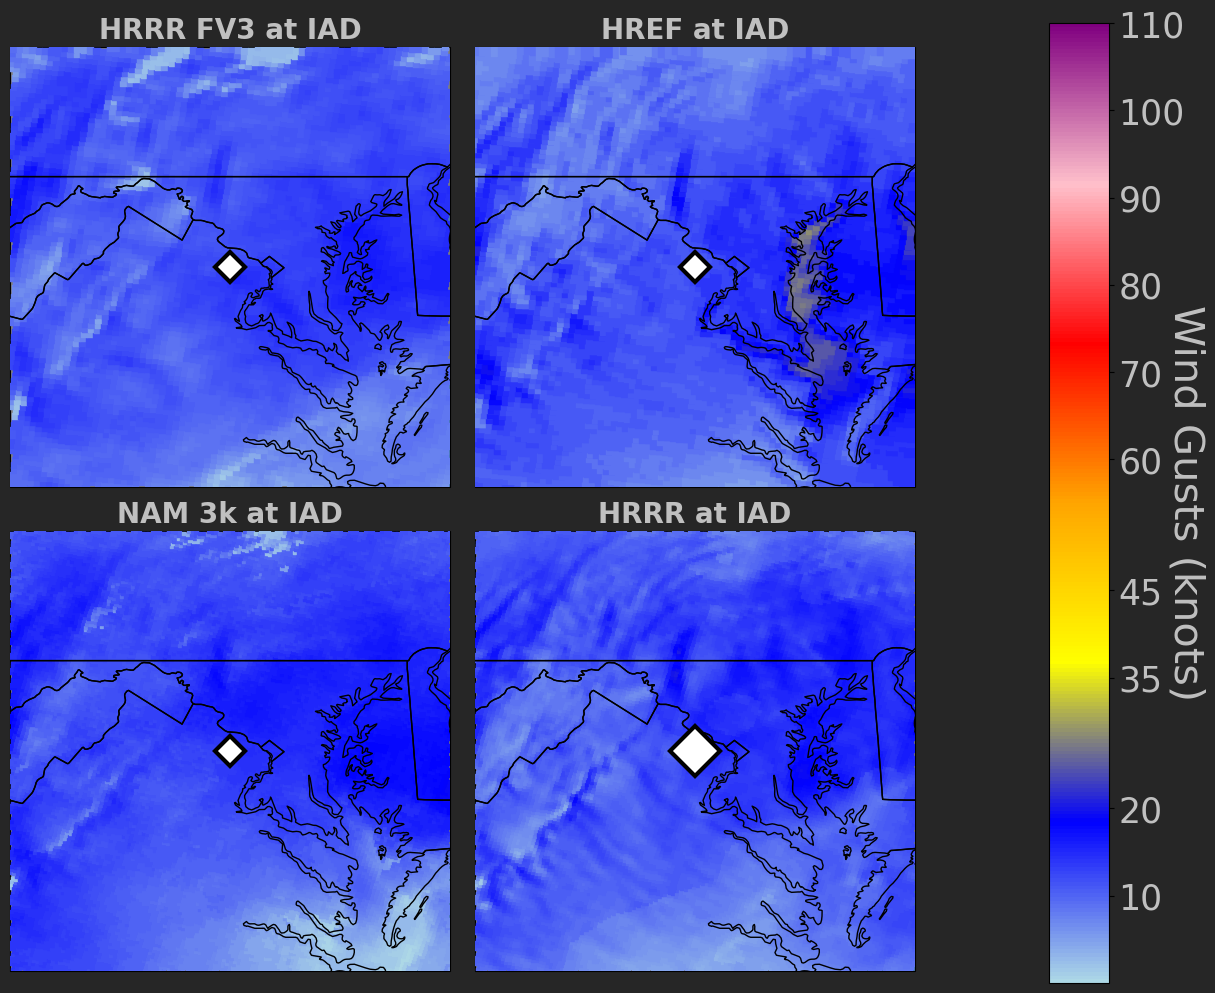 HRRR FV3 at IAD
HREF at IAD
NAM 3k at IAD
HRRR at IAD
110
100
90
80
70
60
45
35
20
10
Wind Gusts (knots)